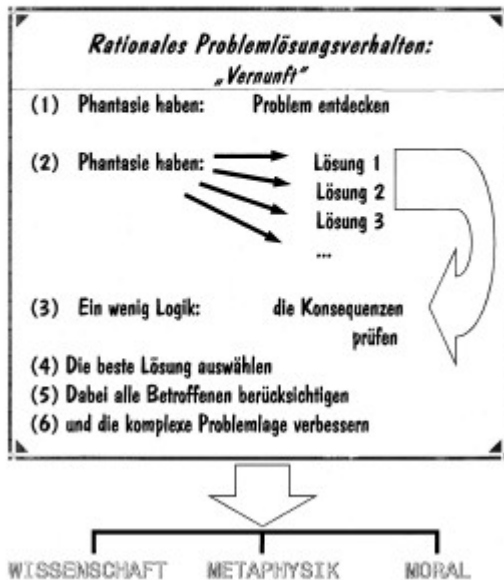 Rationales Problemlösungsverhalten:
„Vernunft"
(1) Phantasie haben: Problem entdecken
(2) Phantasie haben: Lösung 1
Lösung 2
Lösung 3
...
(3) Ein wenig Logik: die Konsequenzen
prüfen
(4) Die beste Lösung auswählen
(5) Dabei alle Betroffenen berücksichtigen
(6) und die komplexe Problemlage verbessern
WISSENSCHAFT METAPHYSIK MORAL